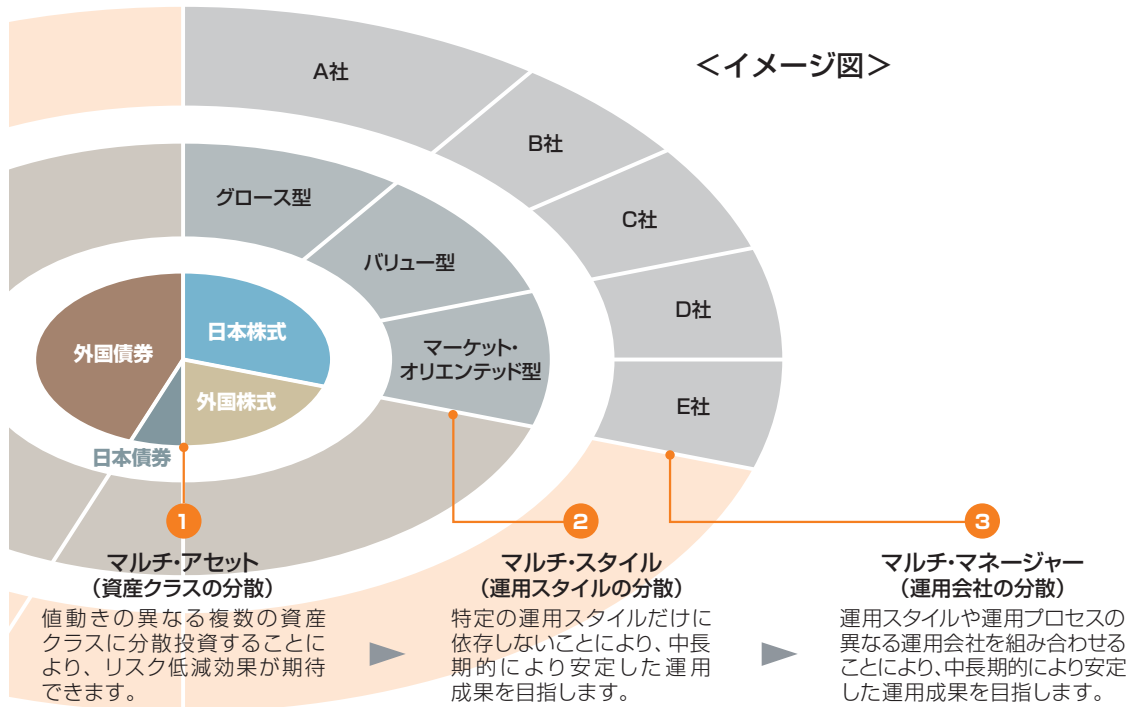 ＜イメージ図＞
A社
B社
C社
D社
E社
グロース型
バリュー型
マーケット・
オリエンテッド型
日本株式
外国債券
外国株式
日本債券
1
マルチ・アセット
（資産クラスの分散）
値動きの異なる複数の資産
クラスに分散投資することに
より、リスク低減効果が期待
できます。
2
マルチ・スタイル
（運用スタイルの分散）
特定の運用スタイルだけに
依存しないことにより、中長
期的により安定した運用
成果を目指します。
3
マルチ・マネージャー
（運用会社の分散）
運用スタイルや運用プロセスの
異なる運用会社を組み合わせる
ことにより、中長期的により安定
した運用成果を目指します。